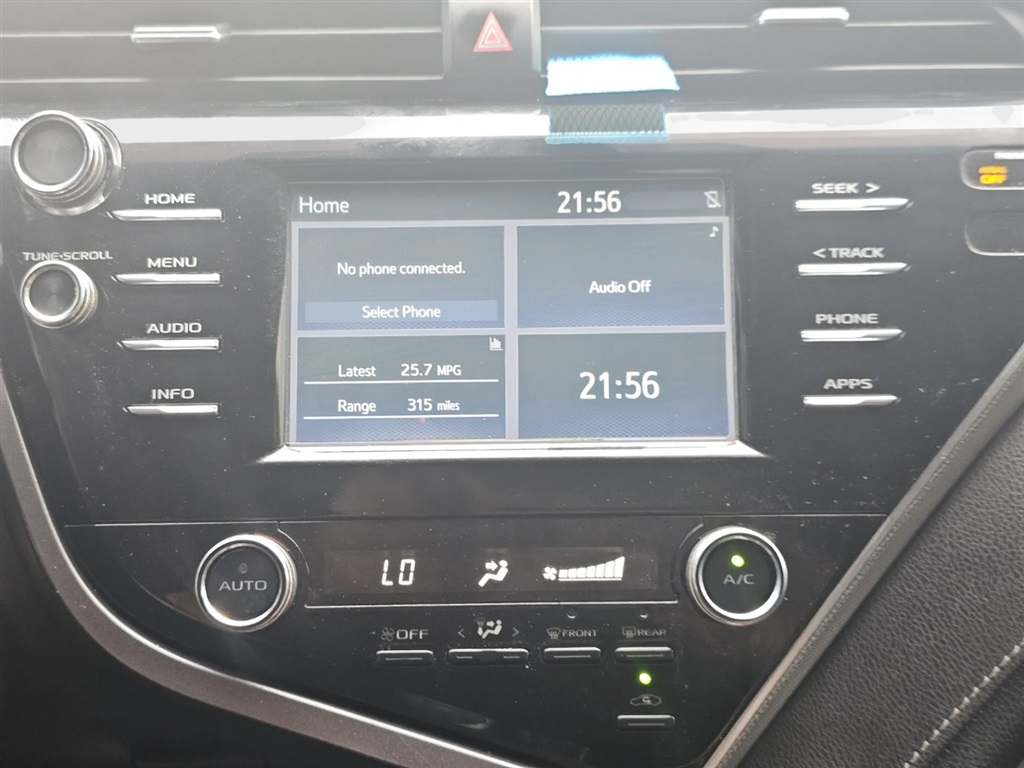 HOME
TUNE·SCROLL
MENU
AUDIO
INFO
Home 21:56
No phone connected.
Select Phone
Audio Off
Latest 25.7 MPG
Range 315 miles
21:56
SEEK >
< TRACK
PHONE
APPS
OFF
AUTO
LO
A/C
OFF
FRONT
REAR